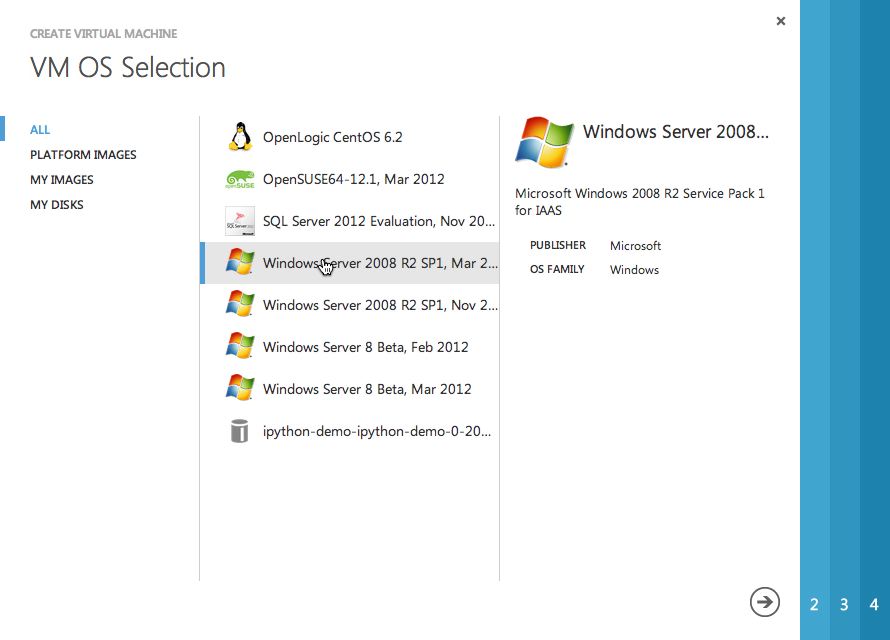 CREATE VIRTUAL MACHINE
VM OS Selection
ALL
PLATFORM IMAGES
MY IMAGES
MY DISKS
OpenLogic CentOS 6.2
openSUSE
OpenSUSE64-12.1, Mar 2012
SQL Server 2012 Evaluation, Nov 20...
Windows Server 2008 R2 SP1, Mar 2...
Windows Server 2008 R2 SP1, Nov 2...
Windows Server 8 Beta, Feb 2012
Windows Server 8 Beta, Mar 2012
ipython-demo-ipython-demo-0-20...
Windows Server 2008...
Microsoft Windows 2008 R2 Service Pack 1
for IAAS
PUBLISHER Microsoft
OS FAMILY Windows
2 3 4